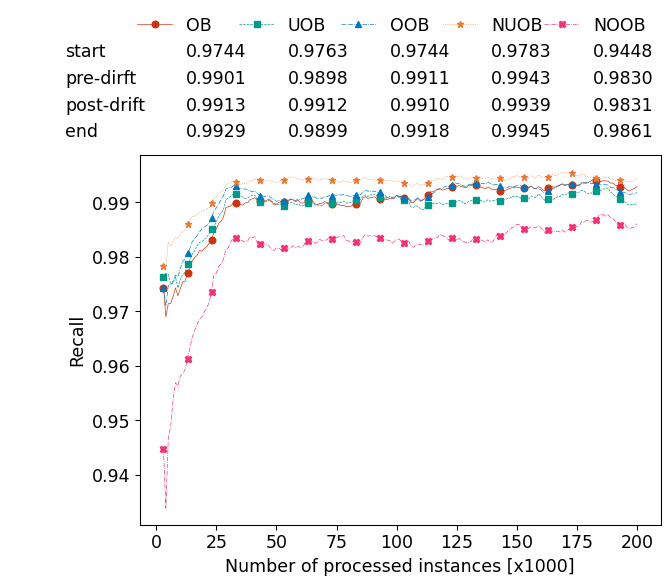 OB UOB OOB NUOB NOOB
start 0.9744 0.9763 0.9744 0.9783 0.9448
pre-dirft 0.9901 0.9898 0.9911 0.9943 0.9830
post-drift 0.9913 0.9912 0.9910 0.9939 0.9831
end 0.9929 0.9899 0.9918 0.9945 0.9861
0.99
0.98
0.97
0.96
0.95
0.94
Recall
0 25 50 75 100 125 150 175 200
Number of processed instances [x1000]